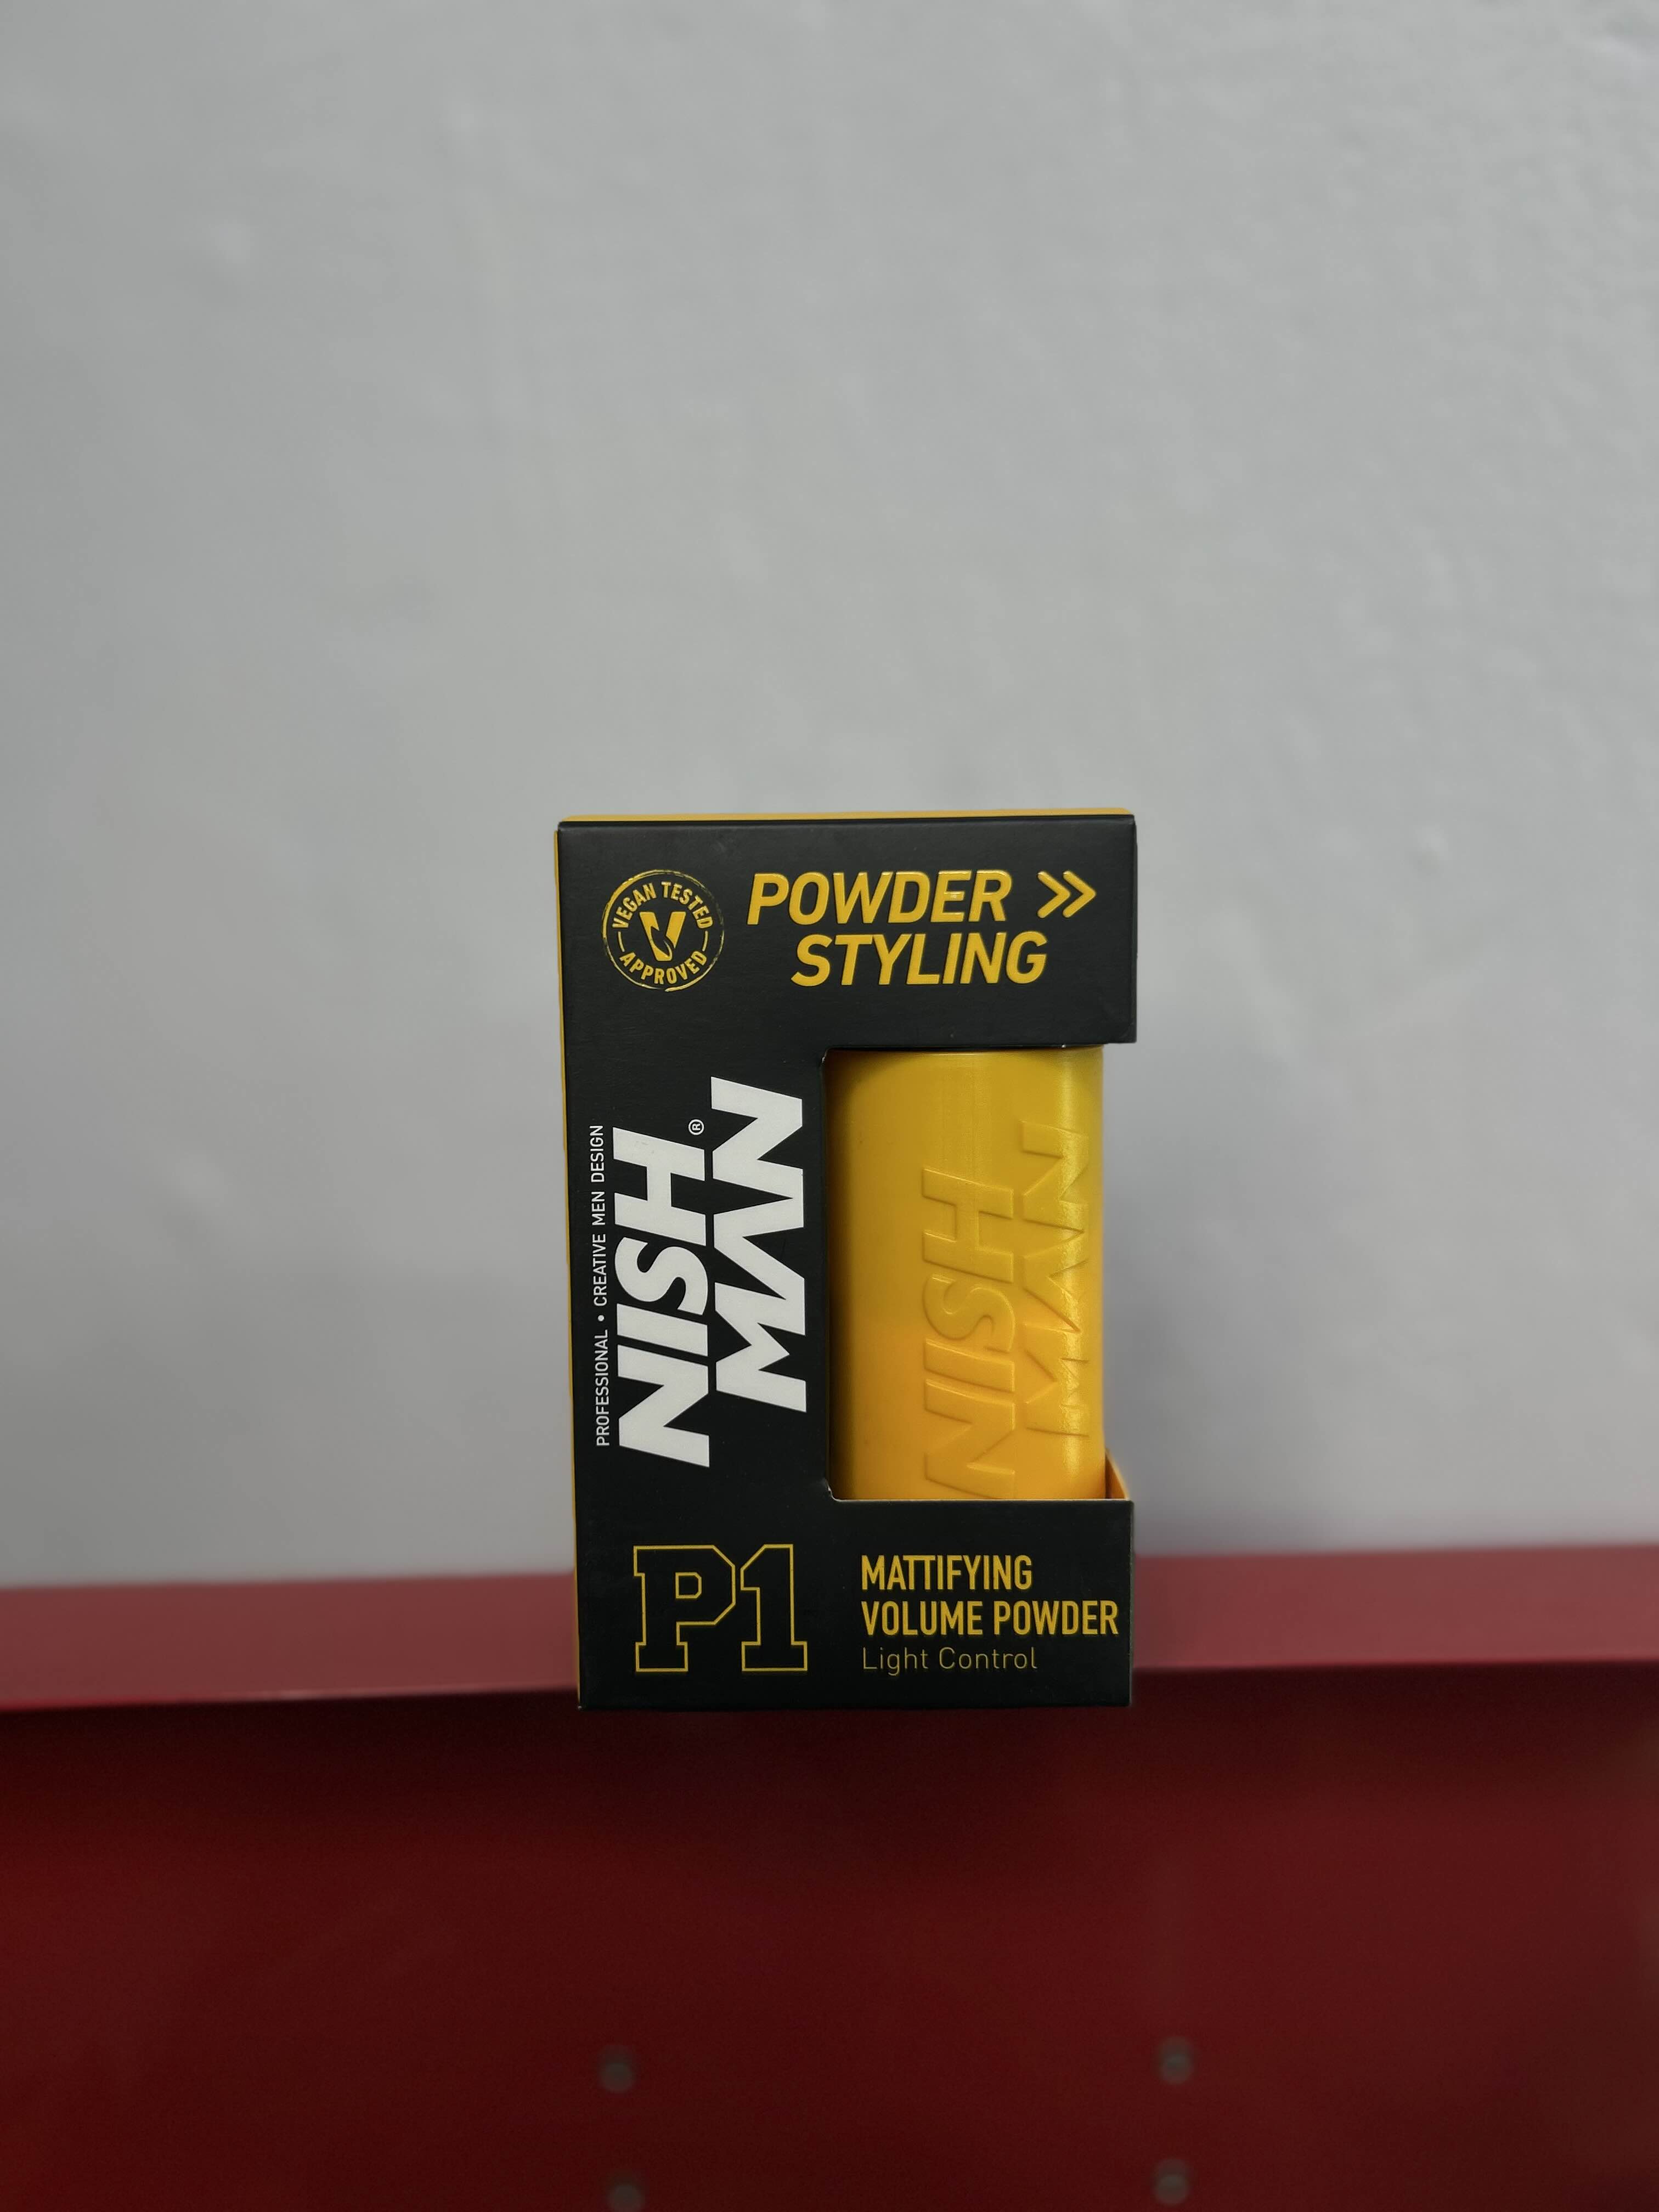 VEGAN TESTED
V
APPROVED
POWDER >>
STYLING
PROFESSIONAL • CREATIVE MEN DESIGN
NISH®
MAN
NISH
MAN
P1
MATTIFYING
VOLUME POWDER
Light Control